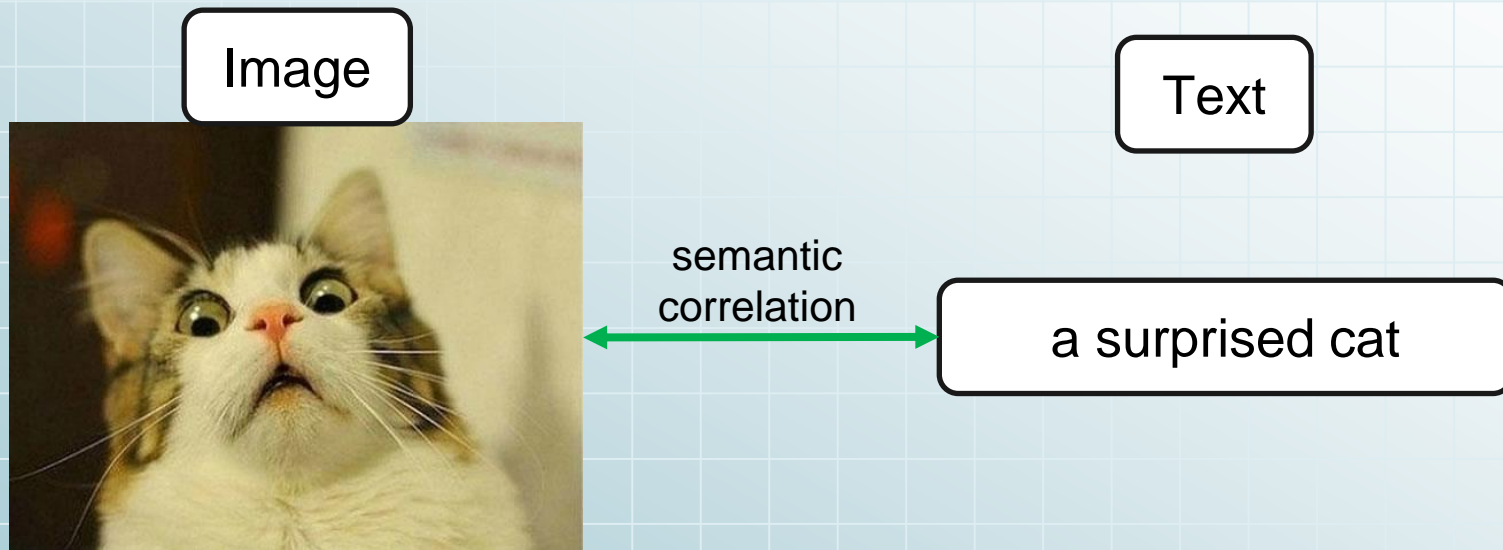 Image
Text
semantic
correlation
a surprised cat